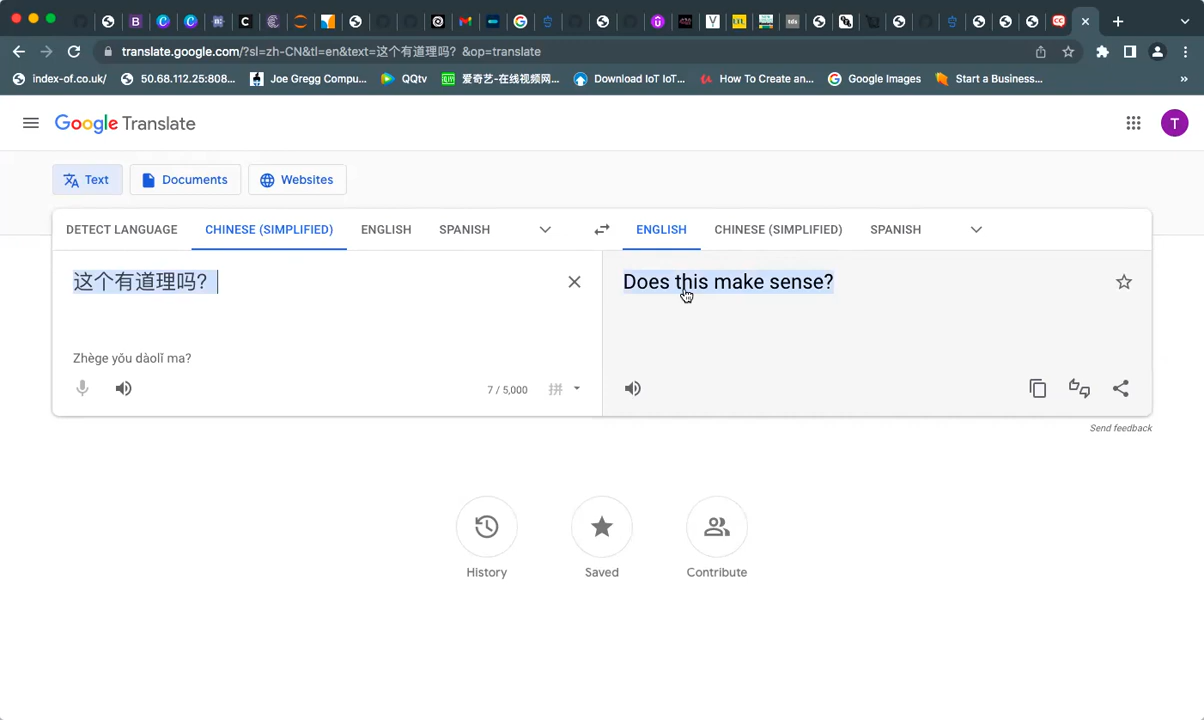 translate.google.com/?sl=zh-CN&tl=en&text=这个有道理吗? &op=translate
index-of.co.uk/ 50.68.112.25:808... Joe Gregg Compu... QQtv 爱奇艺-在线视频网... Download IoT IoT... How To Create an... Google Images Start a Business... »
Google Translate T
Text Documents Websites
DETECT LANGUAGE CHINESE (SIMPLIFIED) ENGLISH SPANISH ENGLISH CHINESE (SIMPLIFIED) SPANISH
这个有道理吗? Does this make sense?
Zhège yǒu dàolǐ ma?
7 / 5,000 拼
Send feedback
History Saved Contribute